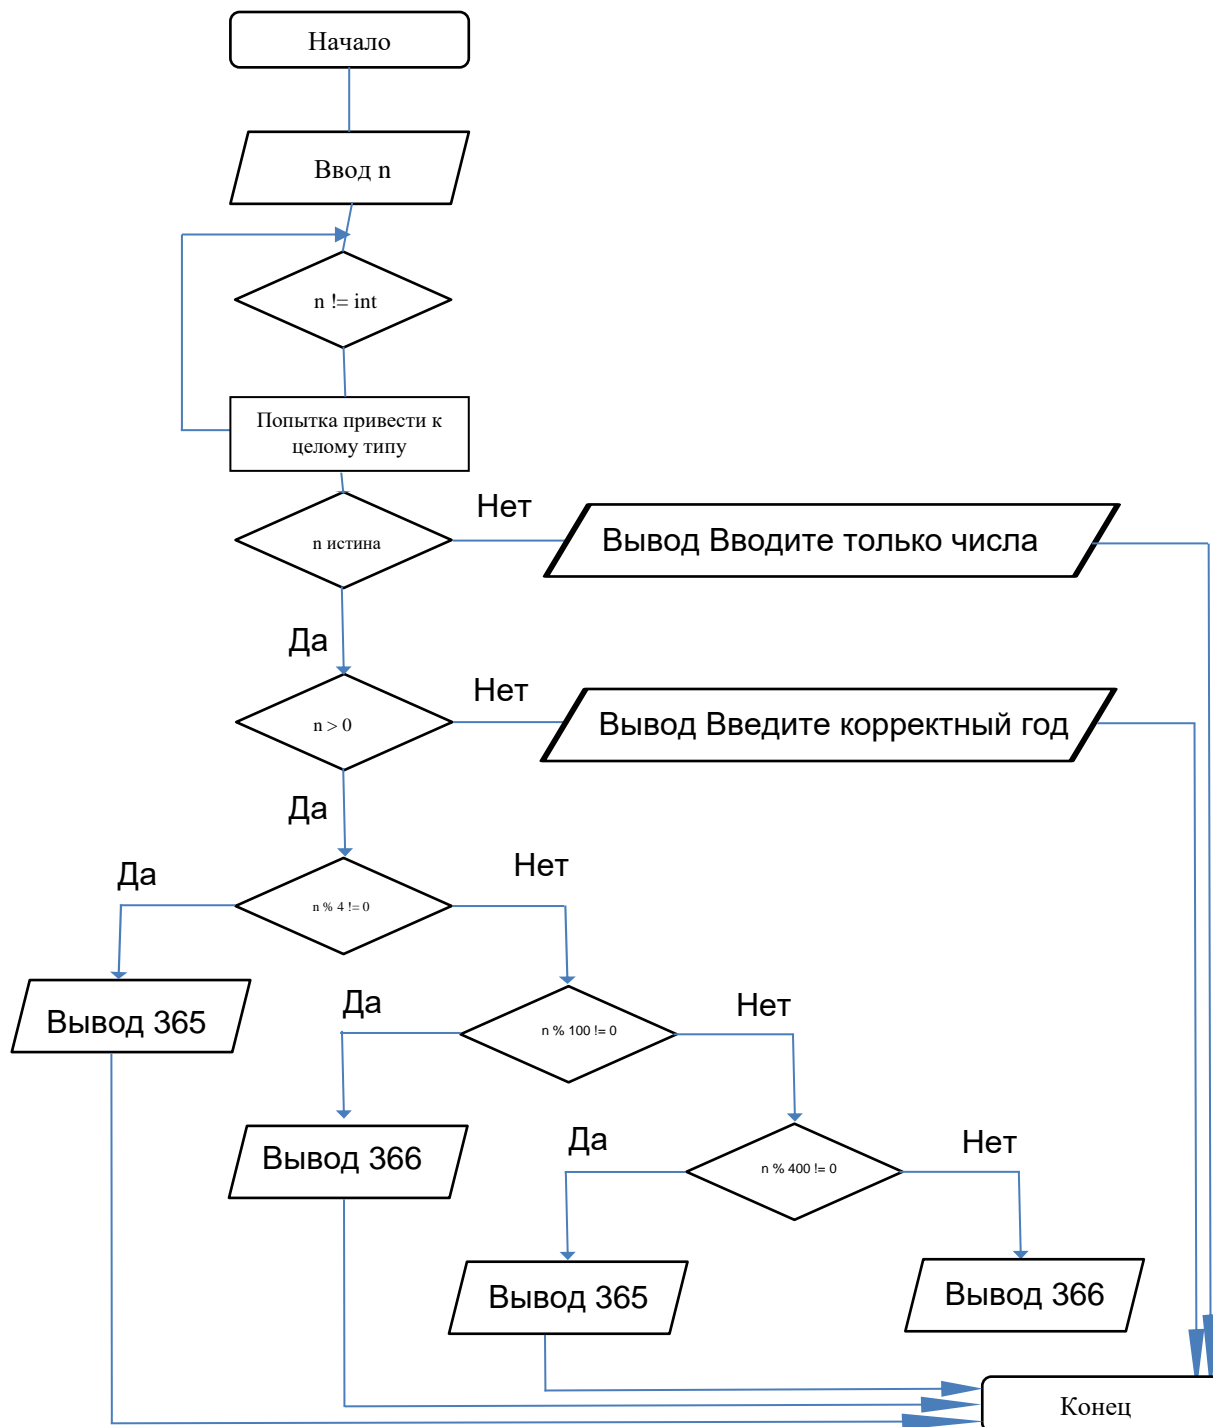 Начало
Ввод n
n != int
Попытка привести к
целому типу
Нет
n истина
Вывод Вводите только числа
Да
Нет
n > 0
Вывод Введите корректный год
Да
Да
Нет
n % 4 != 0
Вывод 365
Да
Нет
n % 100 != 0
Вывод 366
Да
Нет
n % 400 != 0
Вывод 365
Вывод 366
Конец